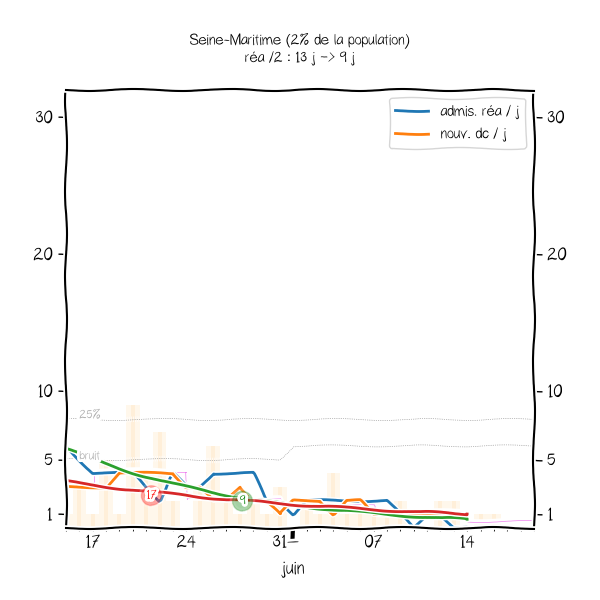 Seine-Maritime (2% de la population)
réa /2 : 13 j -> 9 j
admis. réa / j
nouv. dc / j
30 30
20 20
10 10
25%
bruit
5 5
17
9
1 1
17 24 31 07 14
juin